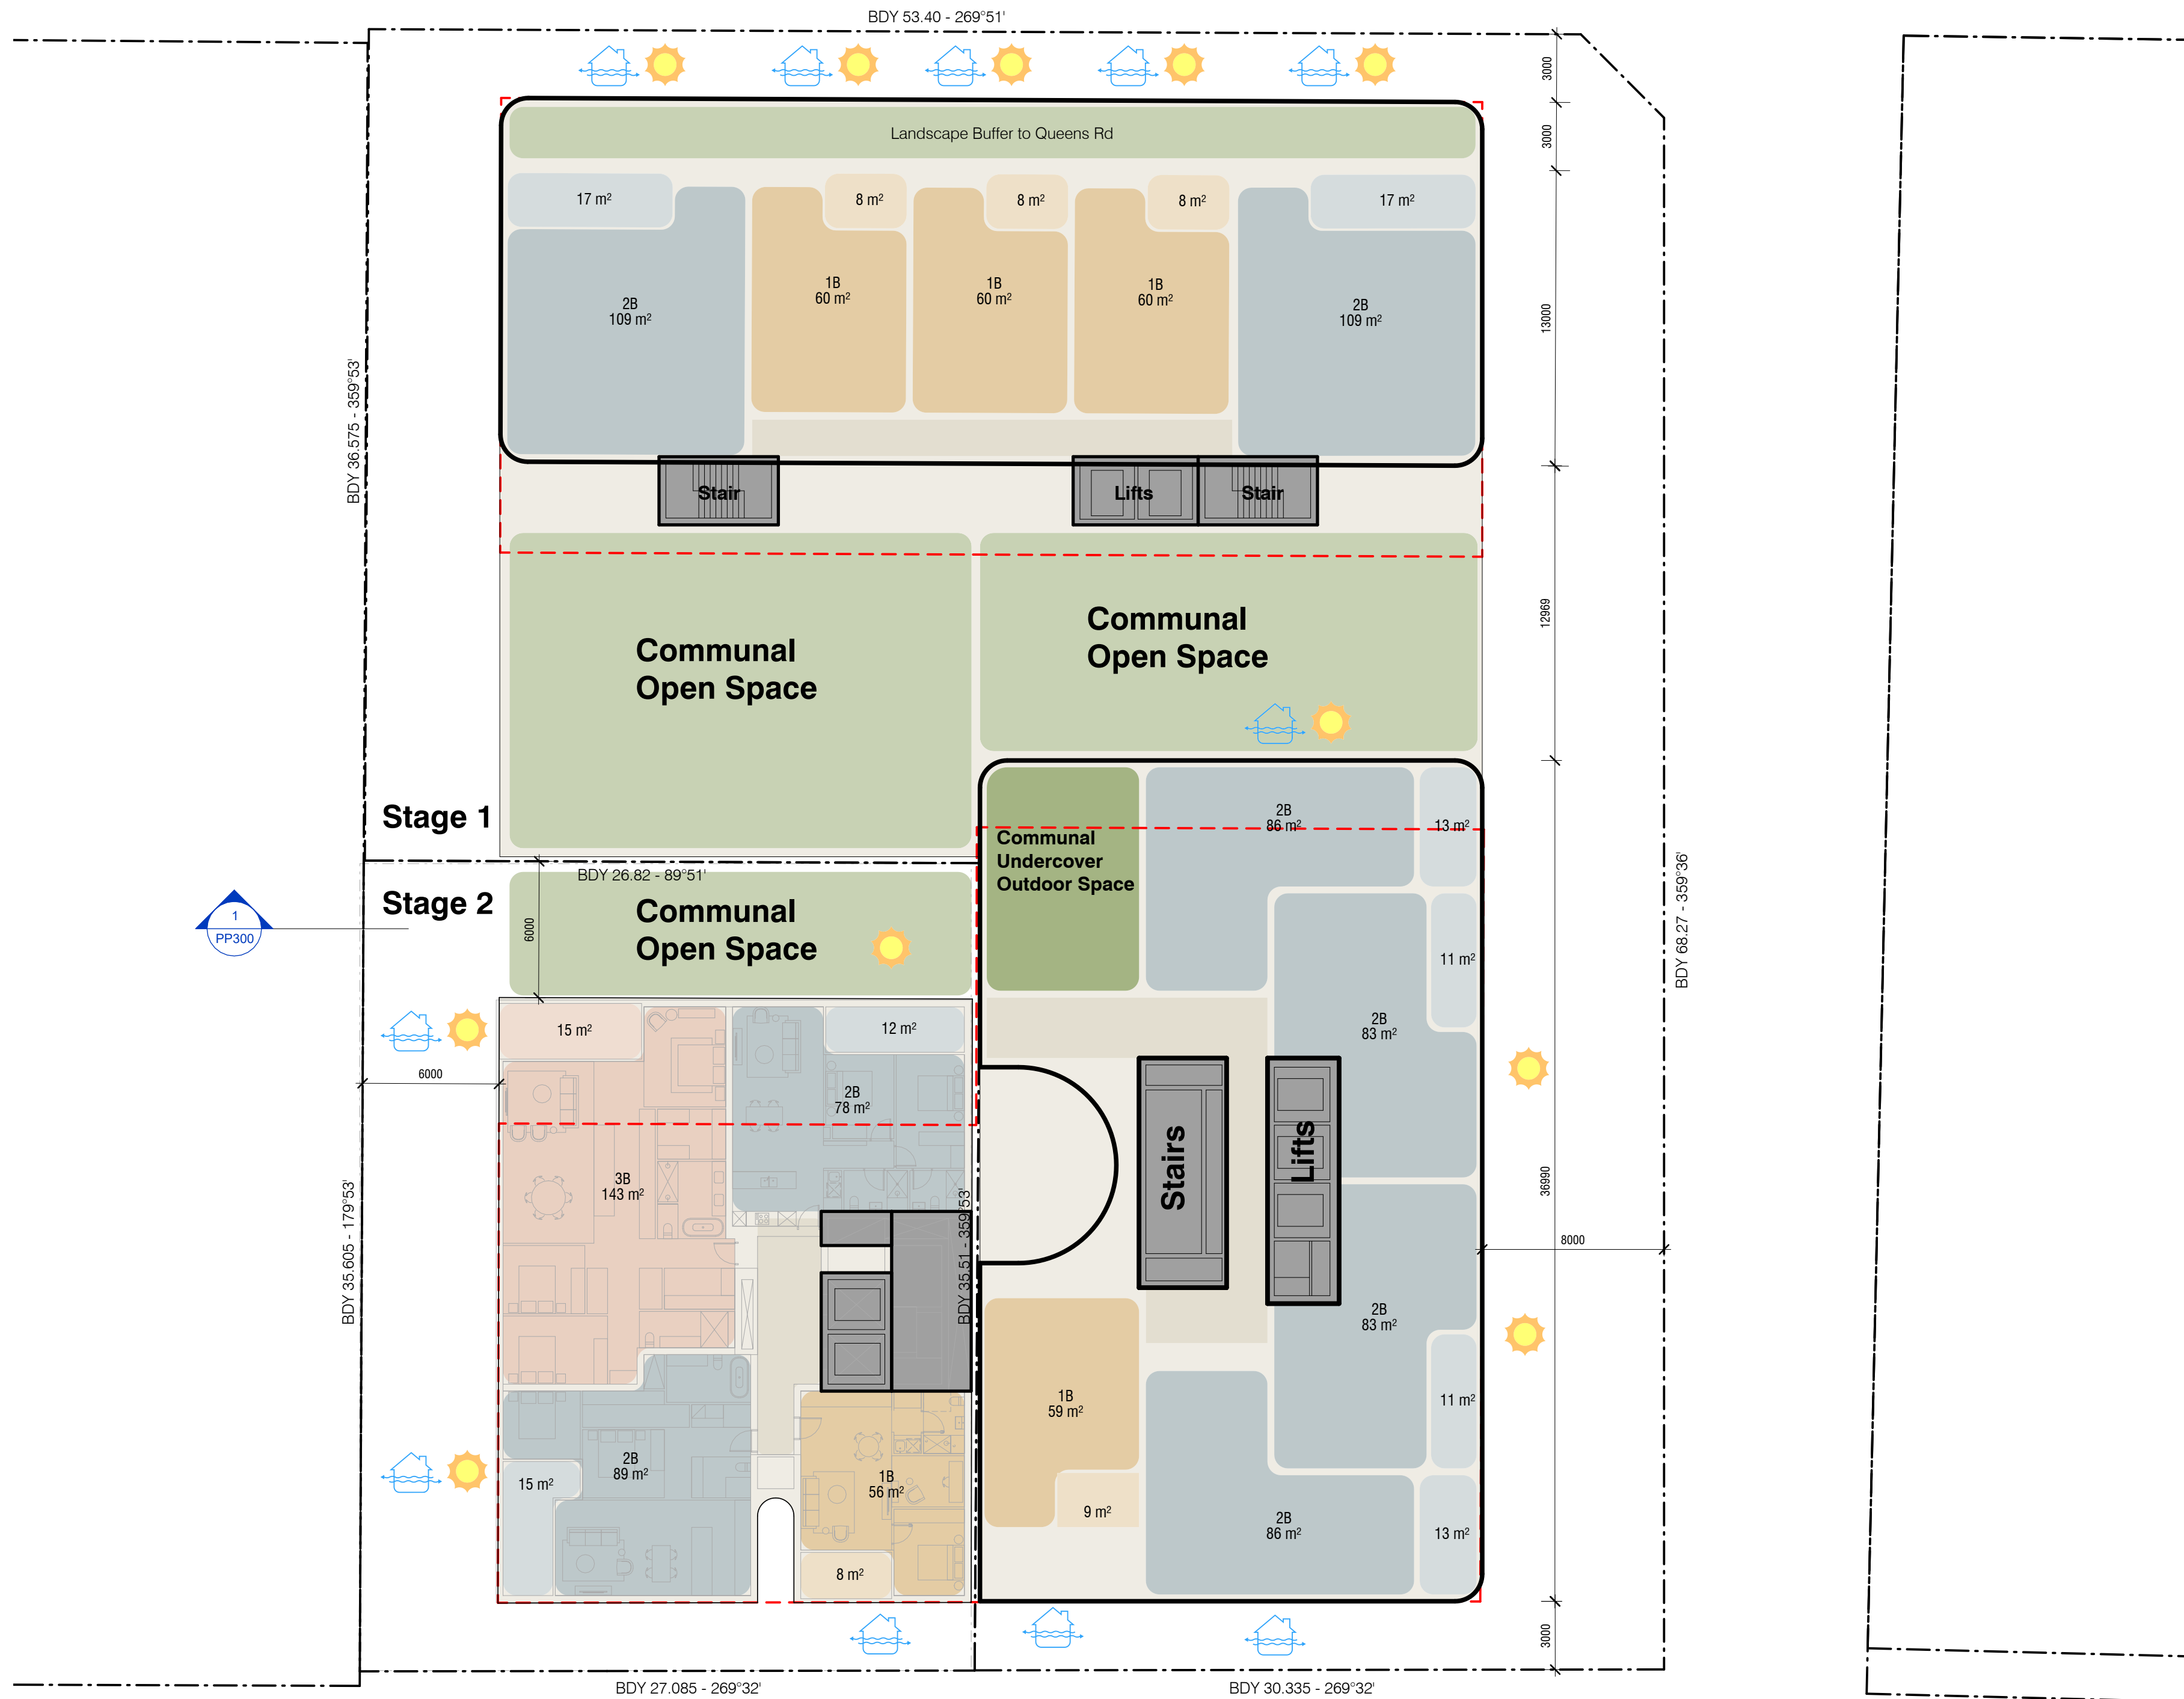 BDY 53.40 - 269°51'
3000
Landscape Buffer to Queens Rd
3000
17 m²
8 m²
8 m²
8 m²
17 m²
2B
109 m²
1B
60 m²
1B
60 m²
1B
60 m²
2B
109 m²
13000
BDY 36.575 - 359°53'
Stair
Lifts
Stair
Communal
Open Space
Communal
Open Space
12969
Stage 1
2B
86 m²
13 m²
Communal
Undercover
Outdoor Space
BDY 26.82 - 89°51'
Stage 2
Communal
Open Space
6000
1
PP300
BDY 68.27 - 359°36'
11 m²
15 m²
12 m²
2B
83 m²
6000
2B
78 m²
3B
143 m²
Stairs
Lifts
36990
BDY 35.605 - 179°53'
BDY 35.51 - 359°53'
8000
2B
83 m²
1B
59 m²
11 m²
2B
89 m²
15 m²
1B
56 m²
9 m²
2B
86 m²
13 m²
8 m²
3000
BDY 27.085 - 269°32'
BDY 30.335 - 269°32'